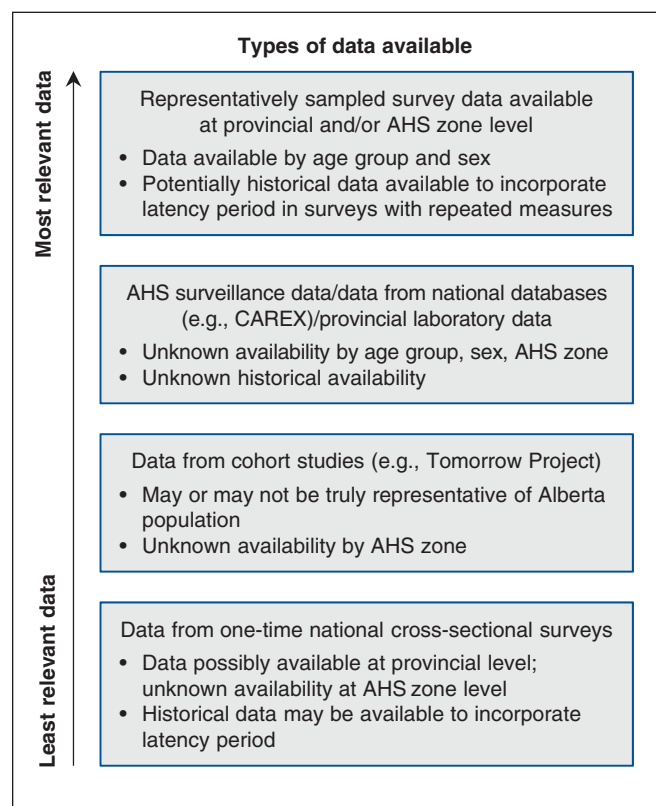 Types of data available
Most relevant data
Representatively sampled survey data available
at provincial and/or AHS zone level
• Data available by age group and sex
• Potentially historical data available to incorporate
latency period in surveys with repeated measures
AHS surveillance data/data from national databases
(e.g., CAREX)/provincial laboratory data
• Unknown availability by age group, sex, AHS zone
• Unknown historical availability
Data from cohort studies (e.g., Tomorrow Project)
• May or may not be truly representative of Alberta
population
• Unknown availability by AHS zone
Least relevant data
Data from one-time national cross-sectional surveys
• Data possibly available at provincial level;
unknown availability at AHS zone level
• Historical data may be available to incorporate
latency period